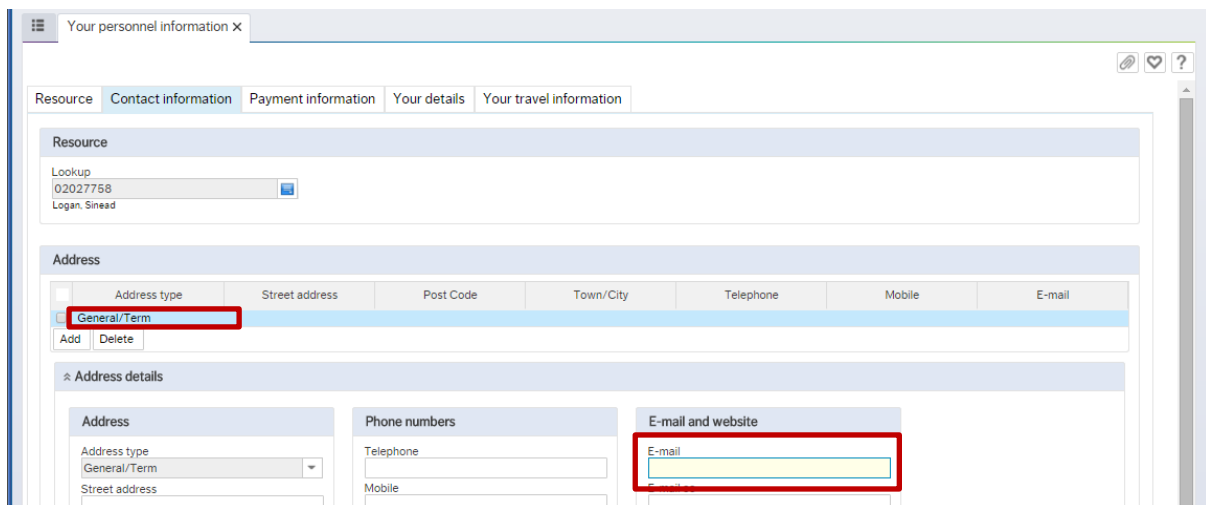 Your personnel information ×
?
Resource Contact information Payment information Your details Your travel information
Resource
Lookup
02027758
Logan, Sinead
Address
Address type Street address Post Code Town/City Telephone Mobile E-mail
General/Term
Add Delete
Address details
Address Phone numbers E-mail and website
Address type Telephone E-mail
General/Term
Street address Mobile E-mail cc